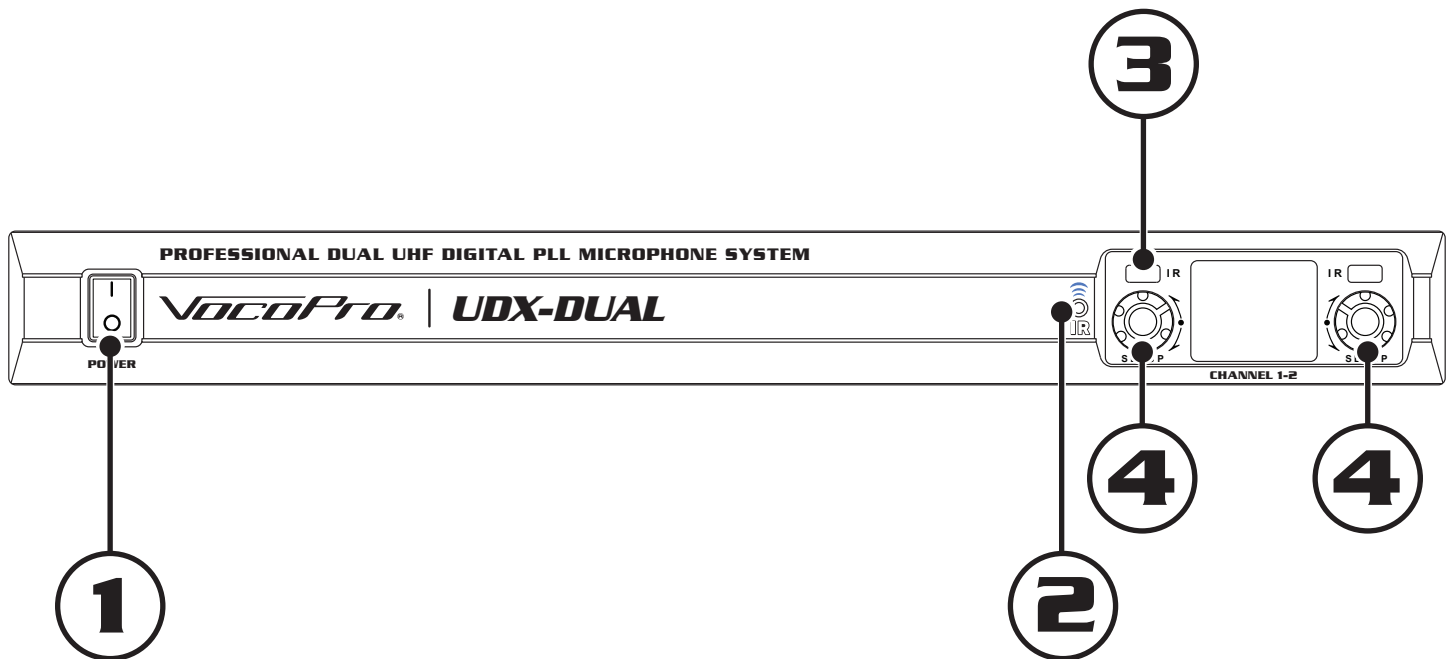 3
PROFESSIONAL DUAL UHF DIGITAL PLL MICROPHONE SYSTEM
IR
IR
VocoPro® | UDX-DUAL
IR
POWER
CHANNEL 1-2
4
4
1
2